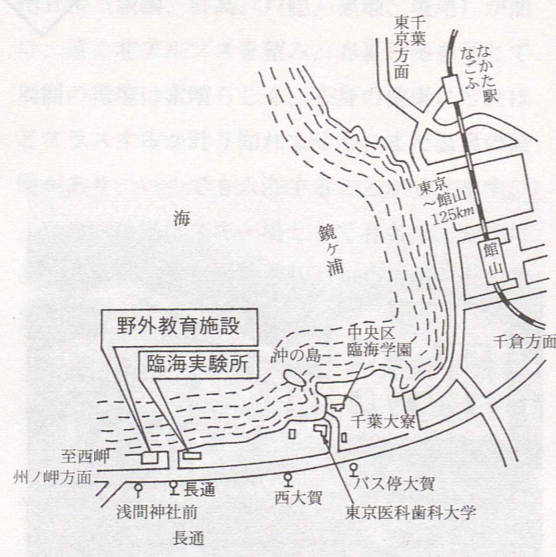 千葉
東京方面
なかた駅
なごふ
海
鏡ヶ浦
東京
～館山
125km
館山
千倉方面
野外教育施設
臨海実験所
沖の島
中央区
臨海学園
千葉大寮
至西岬
州ノ岬方面
長通
浅間神社前
西大賀
バス停大賀
東京医科歯科大学
長通